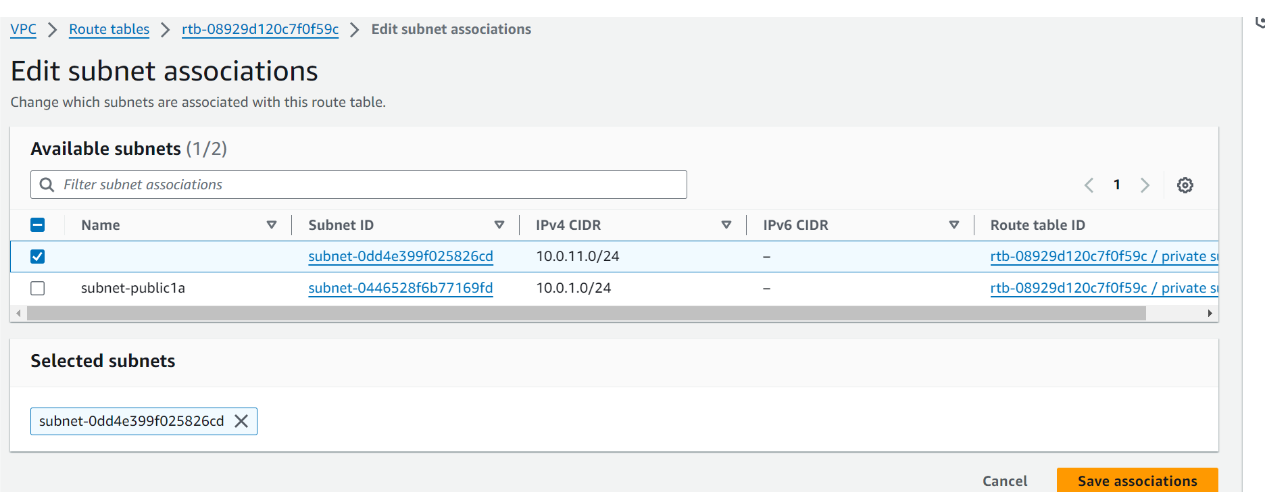 VPC > Route tables > rtb-08929d120c7f0f59c > Edit subnet associations
Edit subnet associations
Change which subnets are associated with this route table.
Available subnets (1/2)
Filter subnet associations
1
Name Subnet ID IPv4 CIDR IPv6 CIDR Route table ID
subnet-0dd4e399f025826cd 10.0.11.0/24 – rtb-08929d120c7f0f59c / private
subnet-public1a subnet-0446528f6b77169fd 10.0.1.0/24 – rtb-08929d120c7f0f59c / private
Selected subnets
subnet-0dd4e399f025826cd
Cancel Save associations